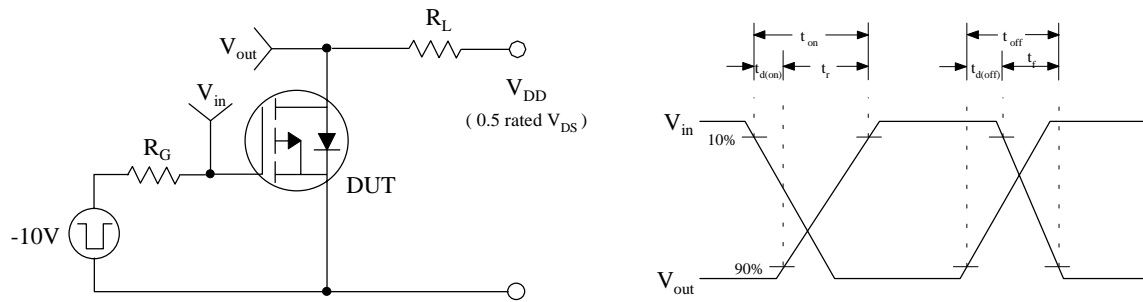 V_out
R_L
V_DD
( 0.5 rated V_DS )
V_in
R_G
DUT
-10V
t_on
t_off
t_d(on)
t_r
t_d(off)
t_f
V_in
10%
90%
V_out